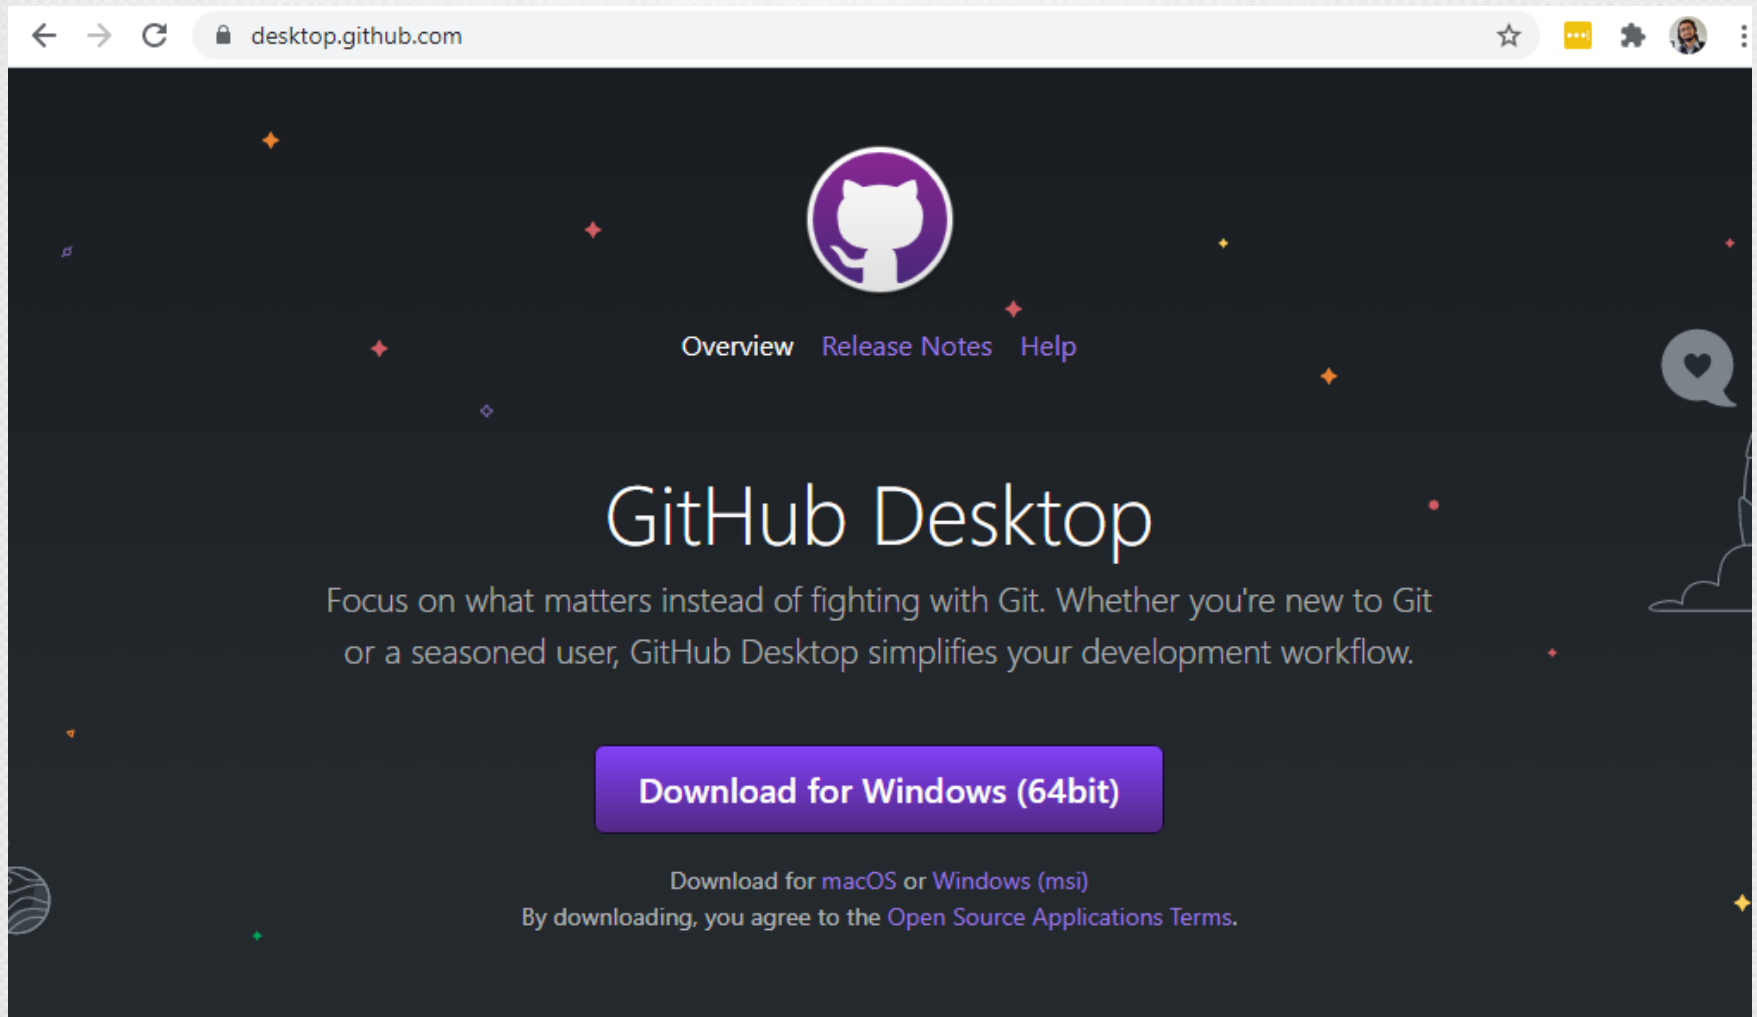 desktop.github.com
Overview Release Notes Help
GitHub Desktop
Focus on what matters instead of fighting with Git. Whether you're new to Git
or a seasoned user, GitHub Desktop simplifies your development workflow.
Download for Windows (64bit)
Download for macOS or Windows (msi)
By downloading, you agree to the Open Source Applications Terms.